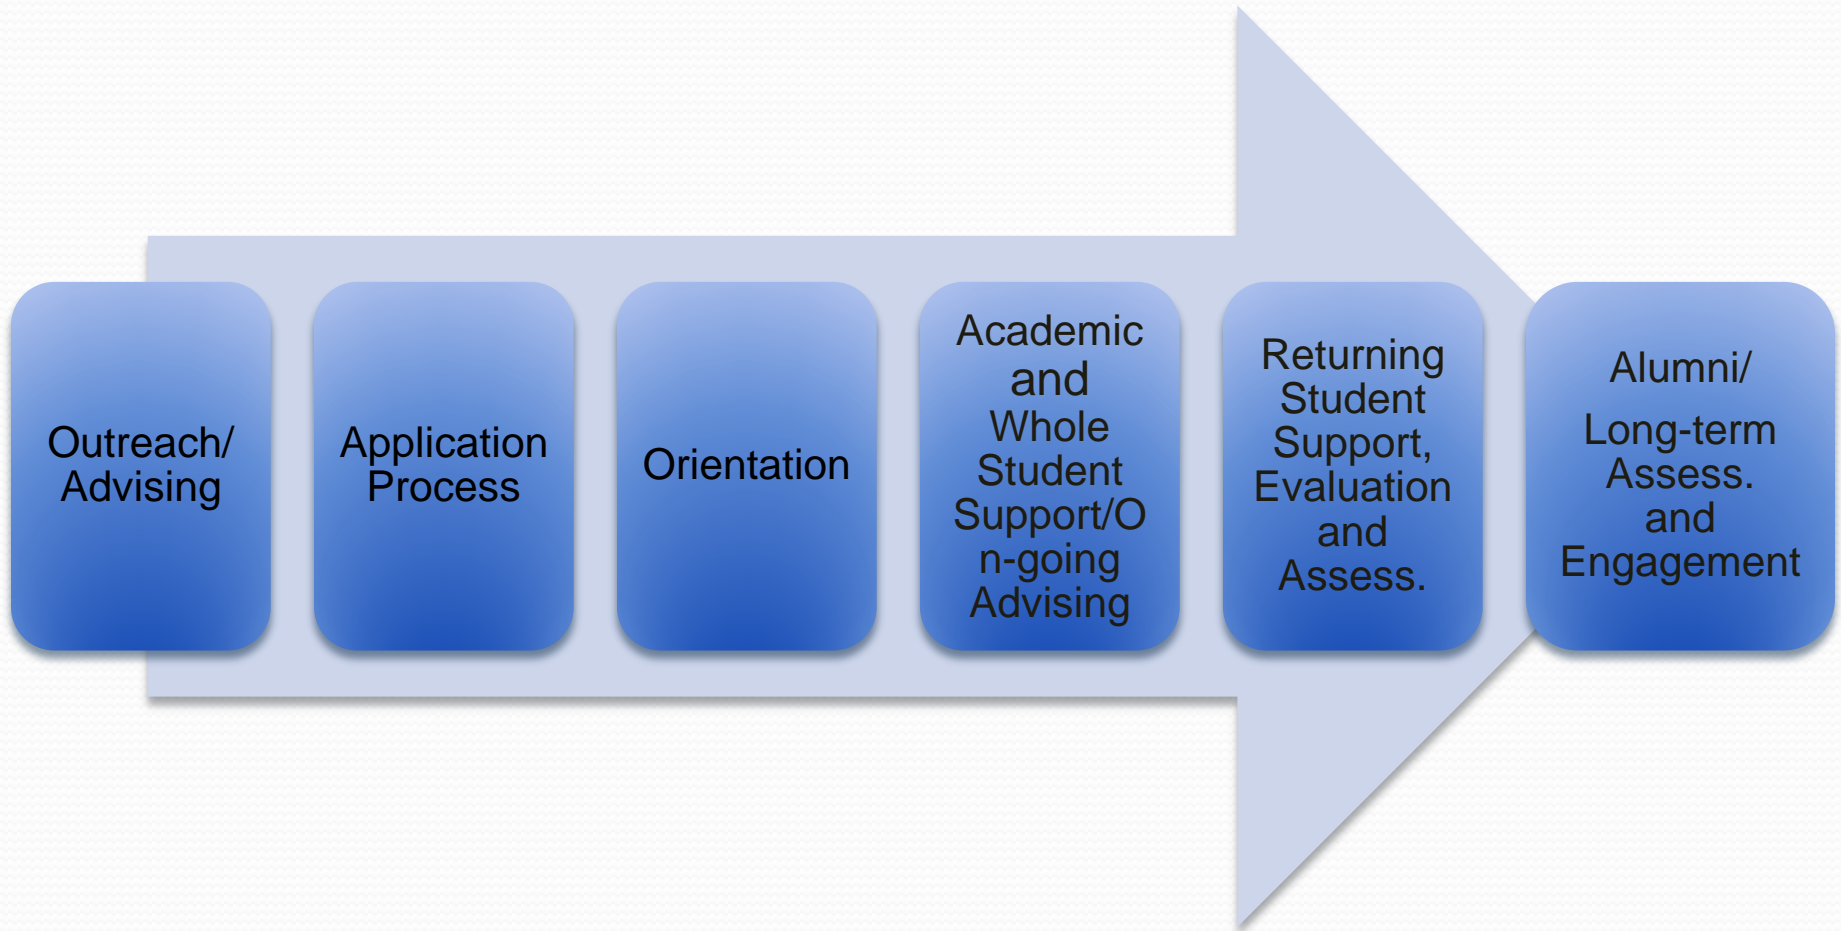 Outreach/
Advising
Application
Process
Orientation
Academic
and
Whole
Student
Support/O
n-going
Advising
Returning
Student
Support,
Evaluation
and
Assess.
Alumni/
Long-term
Assess.
and
Engagement